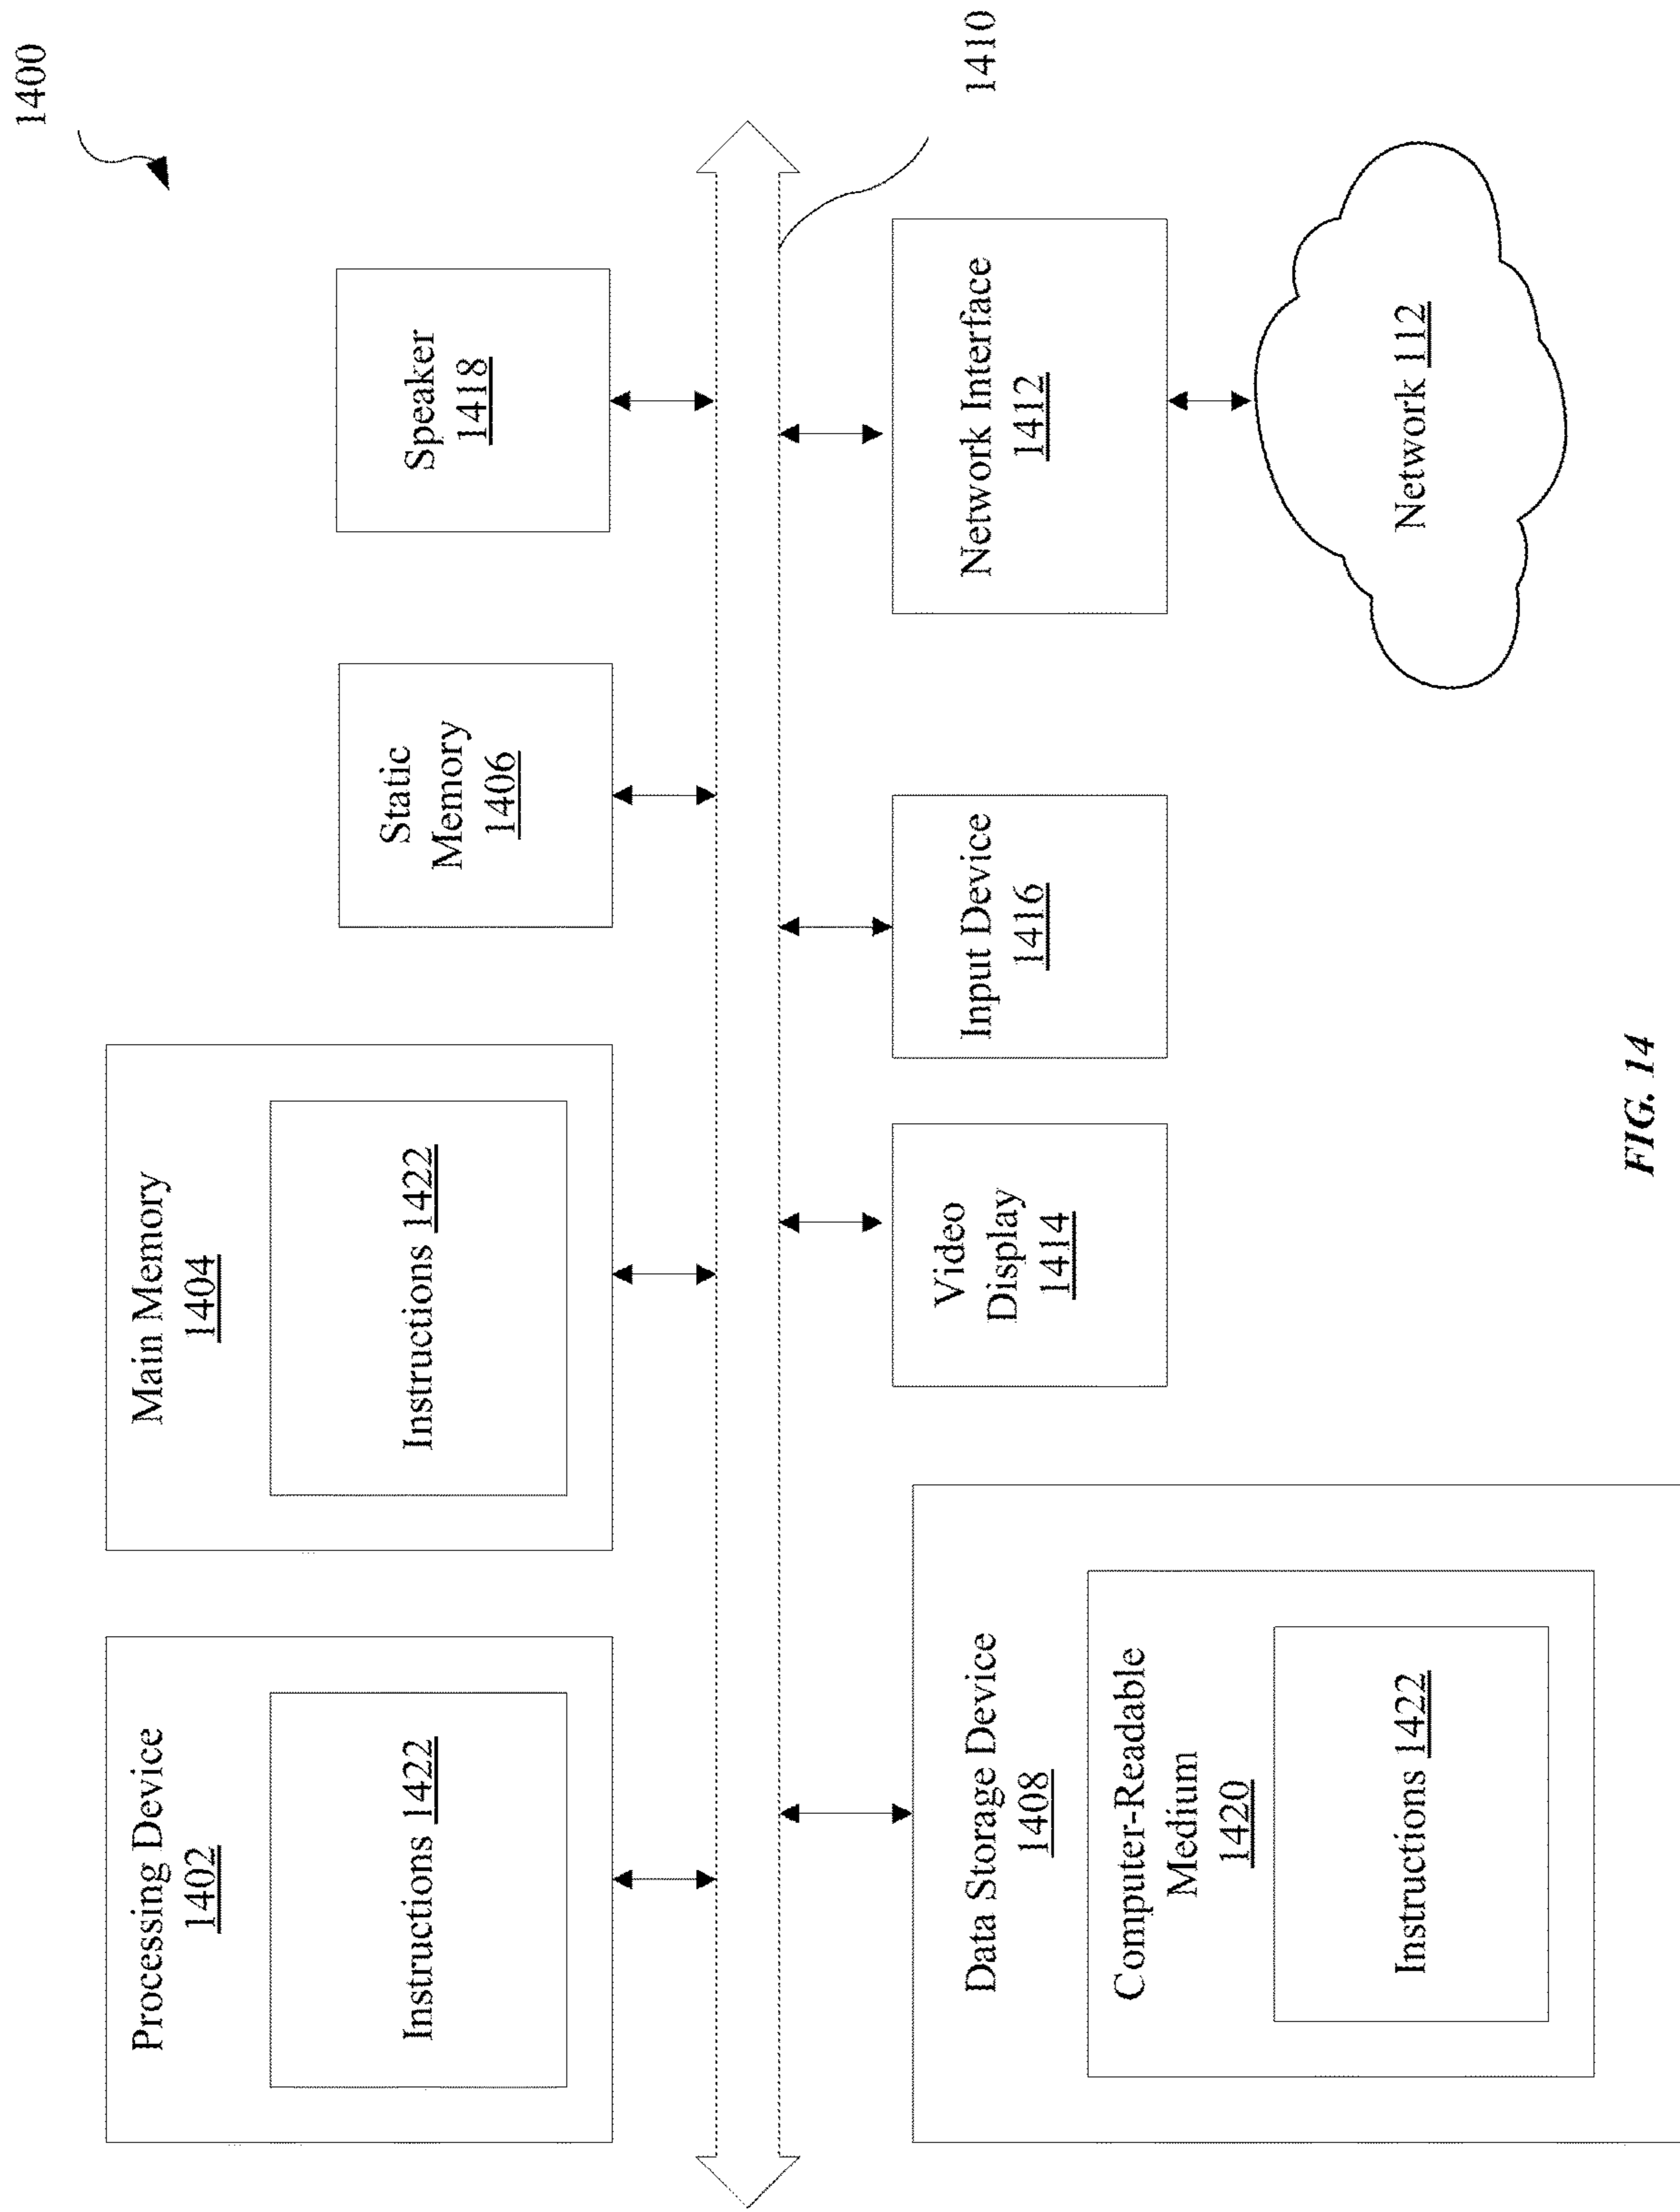 1400
Processing Device
1402
Instructions 1422
Main Memory
1404
Instructions 1422
Static
Memory
1406
Speaker
1418
1410
Data Storage Device
1408
Computer-Readable
Medium
1420
Instructions 1422
Video
Display
1414
Input Device
1416
Network Interface
1412
Network 112
FIG. 14